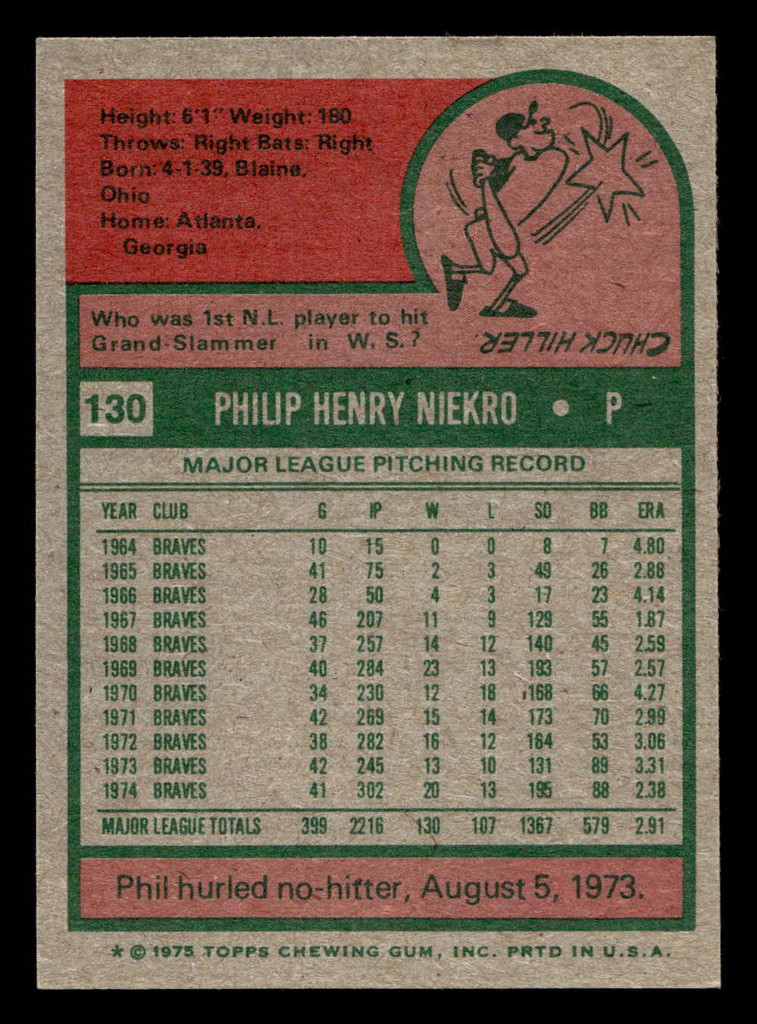 Height: 6'1" Weight: 180
Throws: Right Bats: Right
Born: 4-1-39, Blaine,
Ohio
Home: Atlanta,
Georgia
Who was 1st N.L. player to hit
Grand-Slammer in W. S.?
CHUCK HILLER
130 PHILIP HENRY NIEKRO • P
MAJOR LEAGUE PITCHING RECORD
YEAR CLUB G IP W L SO BB ERA
1964 BRAVES 10 15 0 0 8 7 4.80
1965 BRAVES 41 75 2 3 49 26 2.88
1966 BRAVES 28 50 4 3 17 23 4.14
1967 BRAVES 46 207 11 9 129 55 1.87
1968 BRAVES 37 257 14 12 140 45 2.59
1969 BRAVES 40 284 23 13 193 57 2.57
1970 BRAVES 34 230 12 18 168 66 4.27
1971 BRAVES 42 269 15 14 173 70 2.99
1972 BRAVES 38 282 16 12 164 53 3.06
1973 BRAVES 42 245 13 10 131 89 3.31
1974 BRAVES 41 302 20 13 195 88 2.38
MAJOR LEAGUE TOTALS 399 2216 130 107 1367 579 2.91
Phil hurled no-hitter, August 5, 1973.
* © 1975 TOPPS CHEWING GUM, INC. PRTD IN U.S.A.